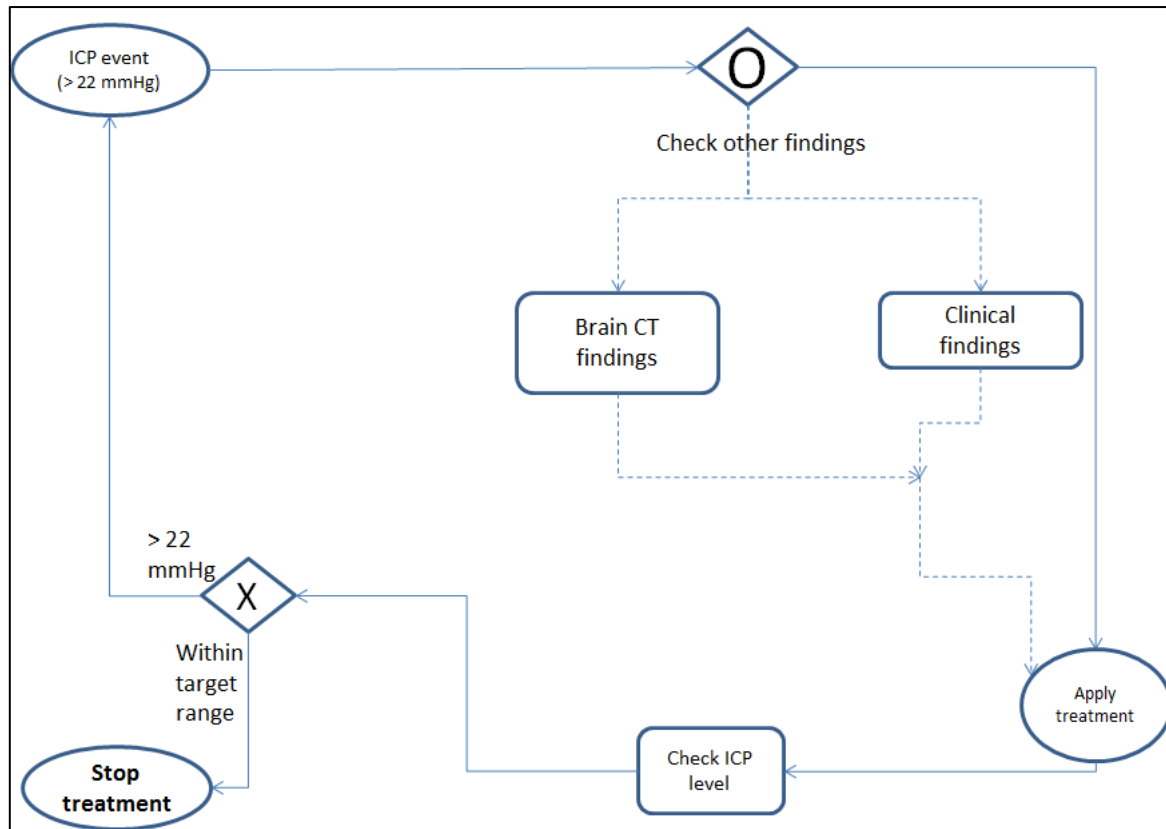 ICP event
(> 22 mmHg)
O
Check other findings
Brain CT
findings
Clinical
findings
> 22
mmHg
X
Within
target
range
Apply
treatment
Check ICP
level
Stop
treatment